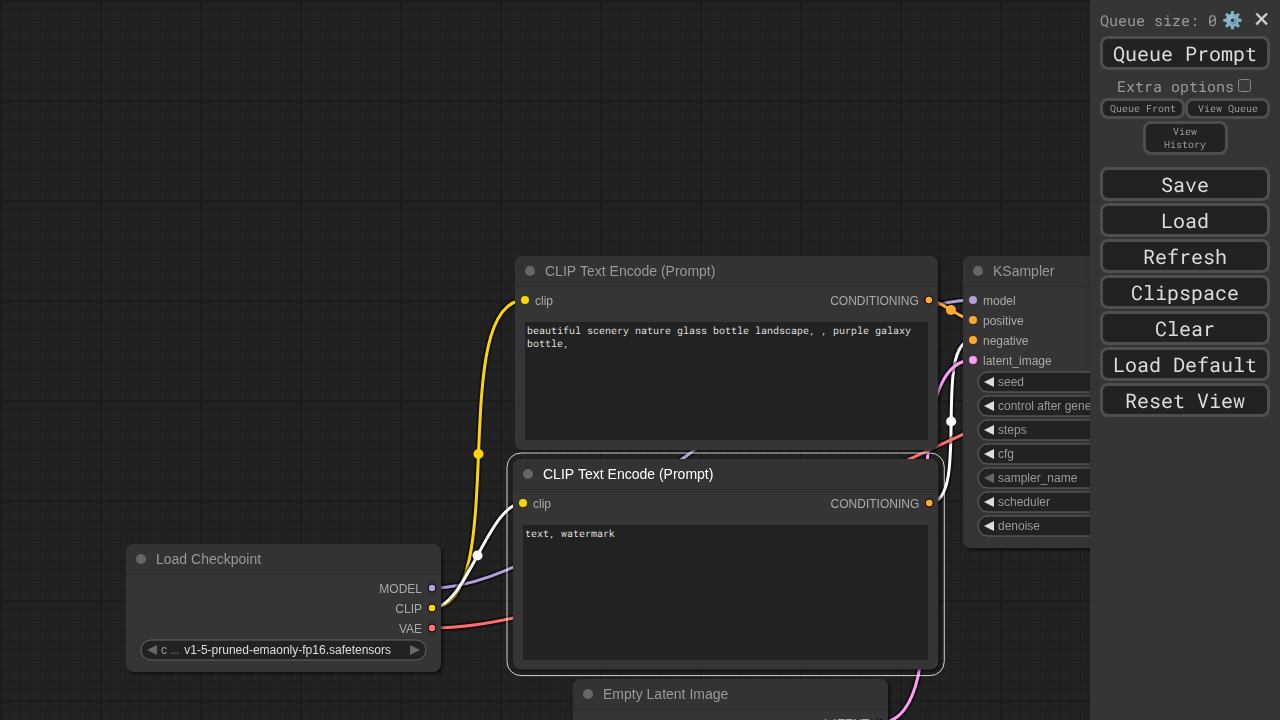 Queue size: 0
Queue Prompt
Extra options
Queue Front
View Queue
View
History
Save
Load
Refresh
Clipspace
Clear
Load Default
Reset View
CLIP Text Encode (Prompt)
clip
CONDITIONING
beautiful scenery nature glass bottle landscape, , purple galaxy
bottle,
KSampler
model
positive
negative
latent_image
seed
control after gene
steps
cfg
sampler_name
scheduler
denoise
CLIP Text Encode (Prompt)
clip
CONDITIONING
text, watermark
Load Checkpoint
MODEL
CLIP
VAE
c ... v1-5-pruned-emaonly-fp16.safetensors
Empty Latent Image